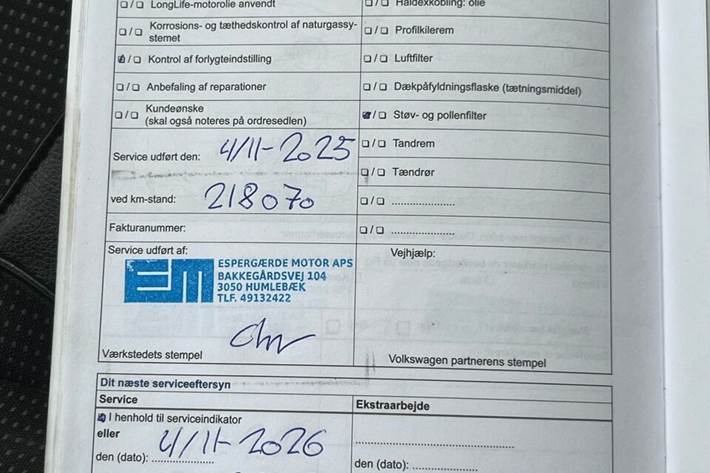 □/□ LongLife-motorolie anvendt
□/□ Haldexkobling: olie
□/□ Korrosions- og tæthedskontrol af naturgassy-
stemet
□/□ Profilkilerem
☑/□ Kontrol af forlygteindstilling
□/□ Luftfilter
□/□ Anbefaling af reparationer
□/□ Dækpåfyldningsflaske (tætningsmiddel)
□/□ Kundeønske
(skal også noteres på ordresedlen)
☑/□ Støv- og pollenfilter
Service udført den: 4/11-2025
□/□ Tandrem
□/□ Tændrør
ved km-stand: 218070
□/□ .....................
Fakturanummer:
□/□ .....................
Service udført af:
Vejhjælp:
EM
ESPERGÆRDE MOTOR APS
BAKKEGÅRDSVEJ 104
3050 HUMLEBÆK
TLF. 49132422
Værkstedets stempel
Volkswagen partnerens stempel
Dit næste serviceeftersyn
Service
Ekstraarbejde
☑ I henhold til serviceindikator
eller
den (dato): 4/11-2026
den (dato): ...............